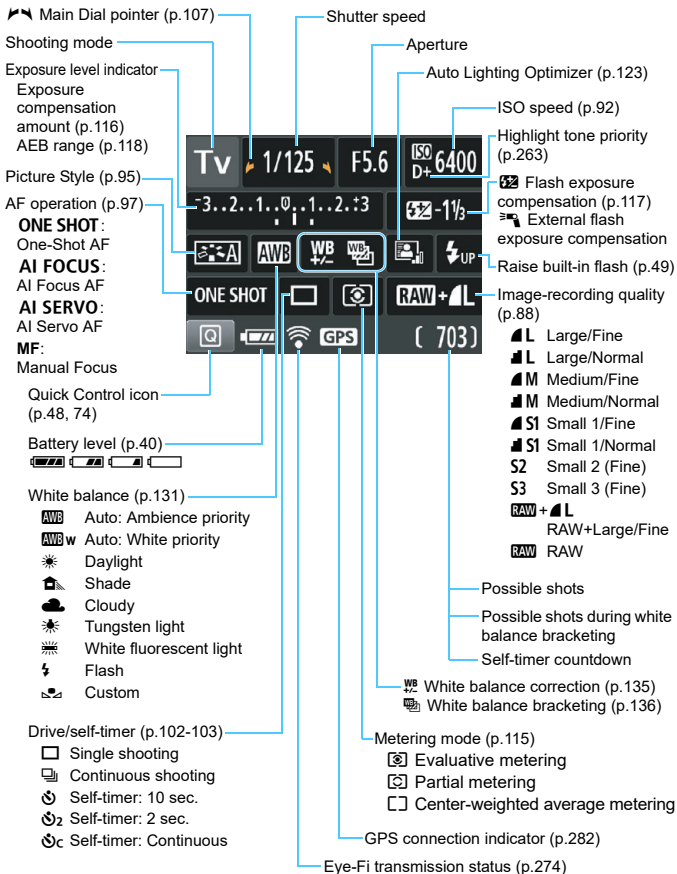 Main Dial pointer (p.107)
Shutter speed
Shooting mode
Aperture
Exposure level indicator
Exposure
compensation
amount (p.116)
AEB range (p.118)
Auto Lighting Optimizer (p.123)
ISO speed (p.92)
Highlight tone priority
(p.263)
Picture Style (p.95)
Flash exposure
compensation (p.117)
External flash
exposure compensation
AF operation (p.97)
ONE SHOT:
One-Shot AF
AI FOCUS:
AI Focus AF
AI SERVO:
AI Servo AF
MF:
Manual Focus
Raise built-in flash (p.49)
Tv 1/125 F5.6 ISO D+ 6400
-3..2..1..0..1..2.+3 -1⅓
A AWB WB +/- WB UP
ONE SHOT RAW+L
Q GPS ( 703)
Image-recording quality
(p.88)
L Large/Fine
L Large/Normal
M Medium/Fine
M Medium/Normal
S1 Small 1/Fine
S1 Small 1/Normal
S2 Small 2 (Fine)
S3 Small 3 (Fine)
RAW+L
RAW+Large/Fine
RAW RAW
Quick Control icon
(p.48, 74)
Battery level (p.40)
White balance (p.131)
AWB Auto: Ambience priority
AWB w Auto: White priority
Daylight
Shade
Cloudy
Tungsten light
White fluorescent light
Flash
Custom
Possible shots
Possible shots during white
balance bracketing
Self-timer countdown
WB +/- White balance correction (p.135)
WB White balance bracketing (p.136)
Drive/self-timer (p.102-103)
Single shooting
Continuous shooting
Self-timer: 10 sec.
2 Self-timer: 2 sec.
c Self-timer: Continuous
Metering mode (p.115)
Evaluative metering
Partial metering
Center-weighted average metering
GPS connection indicator (p.282)
Eye-Fi transmission status (p.274)